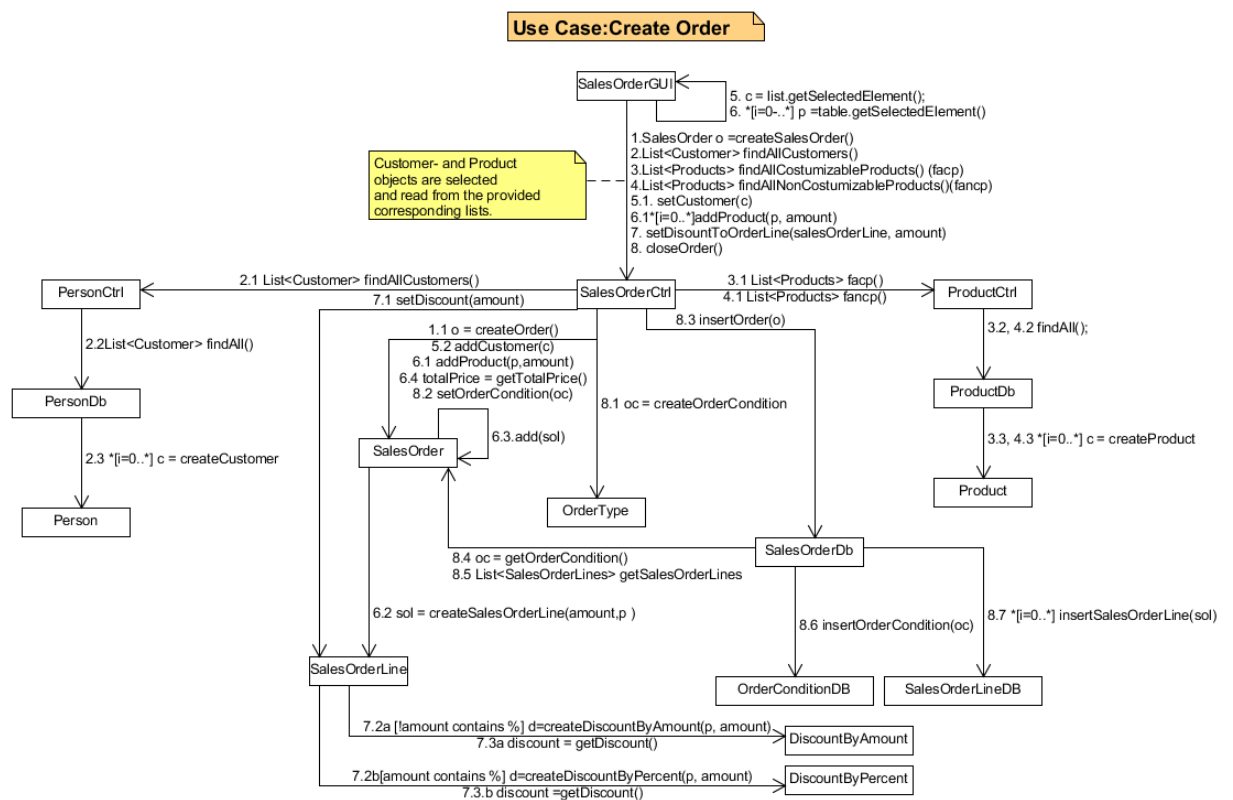 Use Case:Create Order
SalesOrderGUI
5. c = list.getSelectedElement();
6. *[i=0-..*] p =table.getSelectedElement()
1.SalesOrder o =createSalesOrder()
2.List<Customer> findAllCustomers()
3.List<Products> findAllCostumizableProducts() (facp)
4.List<Products> findAllNonCostumizableProducts()(fancp)
5.1. setCustomer(c)
6.1*[i=0..*]addProduct(p, amount)
7. setDisountToOrderLine(salesOrderLine, amount)
8. closeOrder()
Customer- and Product
objects are selected
and read from the provided
corresponding lists.
2.1 List<Customer> findAllCustomers()
3.1 List<Products> facp()
PersonCtrl
SalesOrderCtrl
ProductCtrl
7.1 setDiscount(amount)
4.1 List<Products> fancp()
8.3 insertOrder(o)
1.1 o = createOrder()
5.2 addCustomer(c)
6.1 addProduct(p,amount)
6.4 totalPrice = getTotalPrice()
8.2 setOrderCondition(oc)
2.2List<Customer> findAll()
3.2, 4.2 findAll();
PersonDb
8.1 oc = createOrderCondition
ProductDb
6.3.add(sol)
SalesOrder
2.3 *[i=0..*] c = createCustomer
3.3, 4.3 *[i=0..*] c = createProduct
Person
OrderType
Product
SalesOrderDb
8.4 oc = getOrderCondition()
8.5 List<SalesOrderLines> getSalesOrderLines
6.2 sol = createSalesOrderLine(amount,p )
8.6 insertOrderCondition(oc)
8.7 *[i=0..*] insertSalesOrderLine(sol)
SalesOrderLine
OrderConditionDB
SalesOrderLineDB
7.2a [!amount contains %] d=createDiscountByAmount(p, amount)
7.3a discount = getDiscount()
DiscountByAmount
7.2b[amount contains %] d=createDiscountByPercent(p, amount)
7.3.b discount =getDiscount()
DiscountByPercent